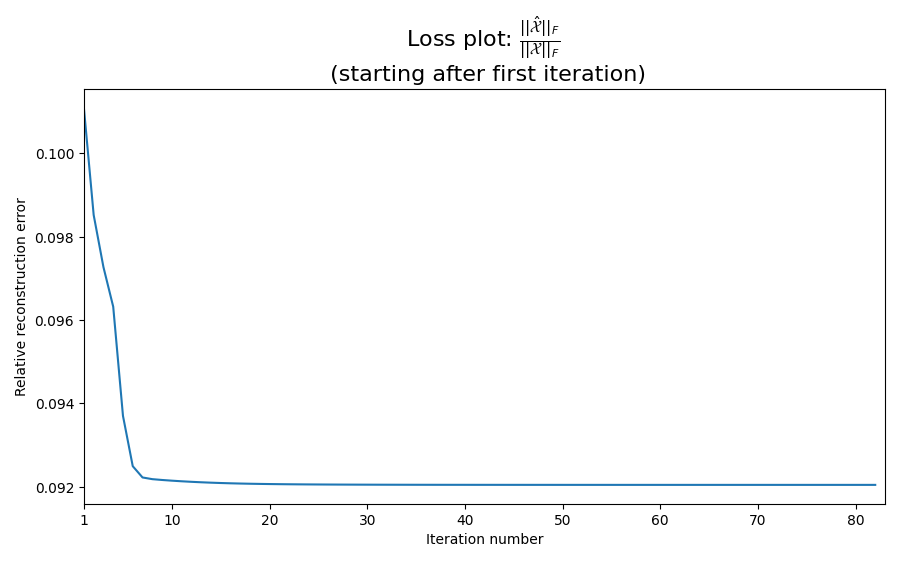 Loss plot: $\frac{||\hat{\mathcal{X}}||_F}{||\mathcal{X}||_F}$
(starting after first iteration)
Relative reconstruction error
0.100
0.098
0.096
0.094
0.092
1 10 20 30 40 50 60 70 80
Iteration number